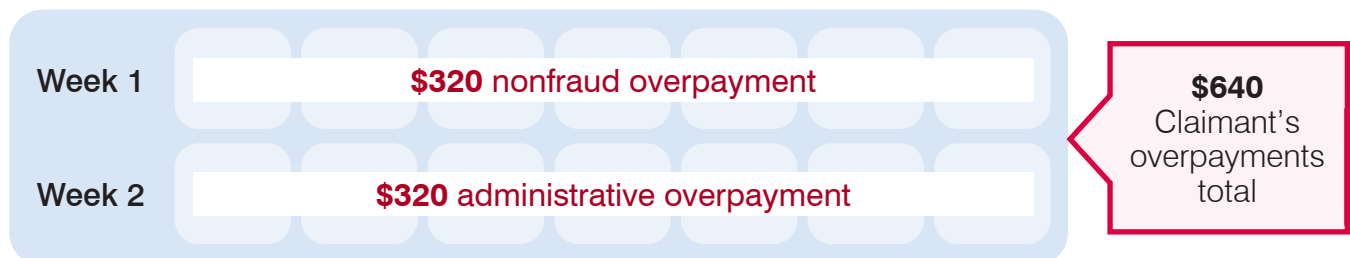 Week 1
$320 nonfraud overpayment
Week 2
$320 administrative overpayment
$640
Claimant’s
overpayments
total